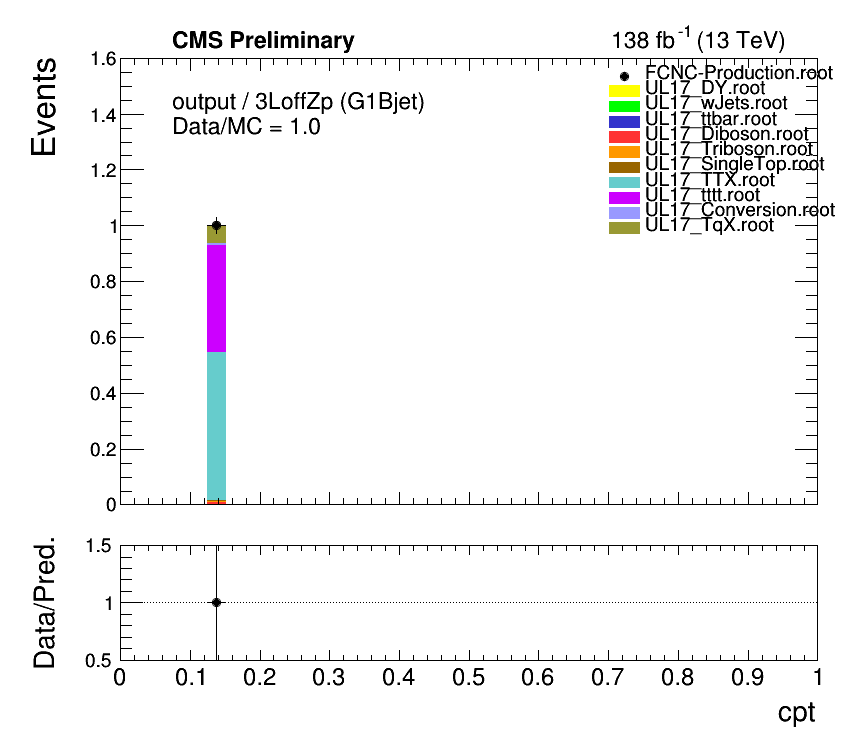 CMS Preliminary
138 fb-1 (13 TeV)
Events
1.6
1.4
1.2
1
0.8
0.6
0.4
0.2
0
output / 3LoffZp (G1Bjet)
Data/MC = 1.0
FCNC-Production.root
UL17_DY.root
UL17_wJets.root
UL17_ttbar.root
UL17_Diboson.root
UL17_Triboson.root
UL17_SingleTop.root
UL17_TTX.root
UL17_tttt.root
UL17_Conversion.root
UL17_TqX.root
Data/Pred.
1.5
1
0.5
0 0.1 0.2 0.3 0.4 0.5 0.6 0.7 0.8 0.9 1
cpt